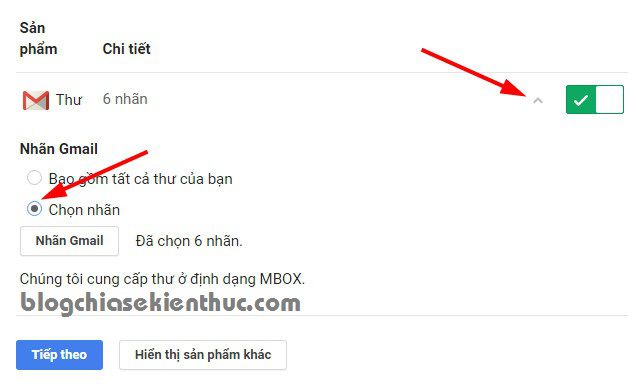 Sản
phẩm Chi tiết
Thư 6 nhãn
Nhãn Gmail
Bao gồm tất cả thư của bạn
Chọn nhãn
Nhãn Gmail Đã chọn 6 nhãn.
Chúng tôi cung cấp thư ở định dạng MBOX.
blogchiasekienthuc.com
Tiếp theo Hiển thị sản phẩm khác